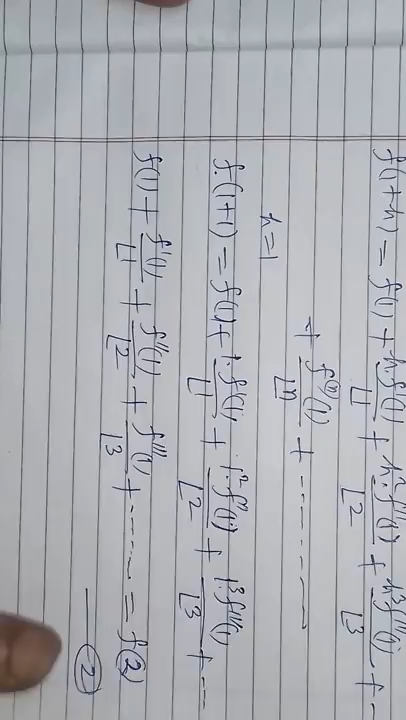 f(1+h) = f(1) + h·f'(1)/|1 + h²·f''(1)/|2 + h³f'''(1)/|3 + -
+ f⁽ⁿ⁾(1)/|n + -------
h=1
f(1+1) = f(1) + 1·f'(1)/|1 + 1²·f''(1)/|2 + 1³f'''(1)/|3 + ---
f(1) + f'(1)/|1 + f''(1)/|2 + f'''(1)/|3 + ------ = f(2)
— (2)